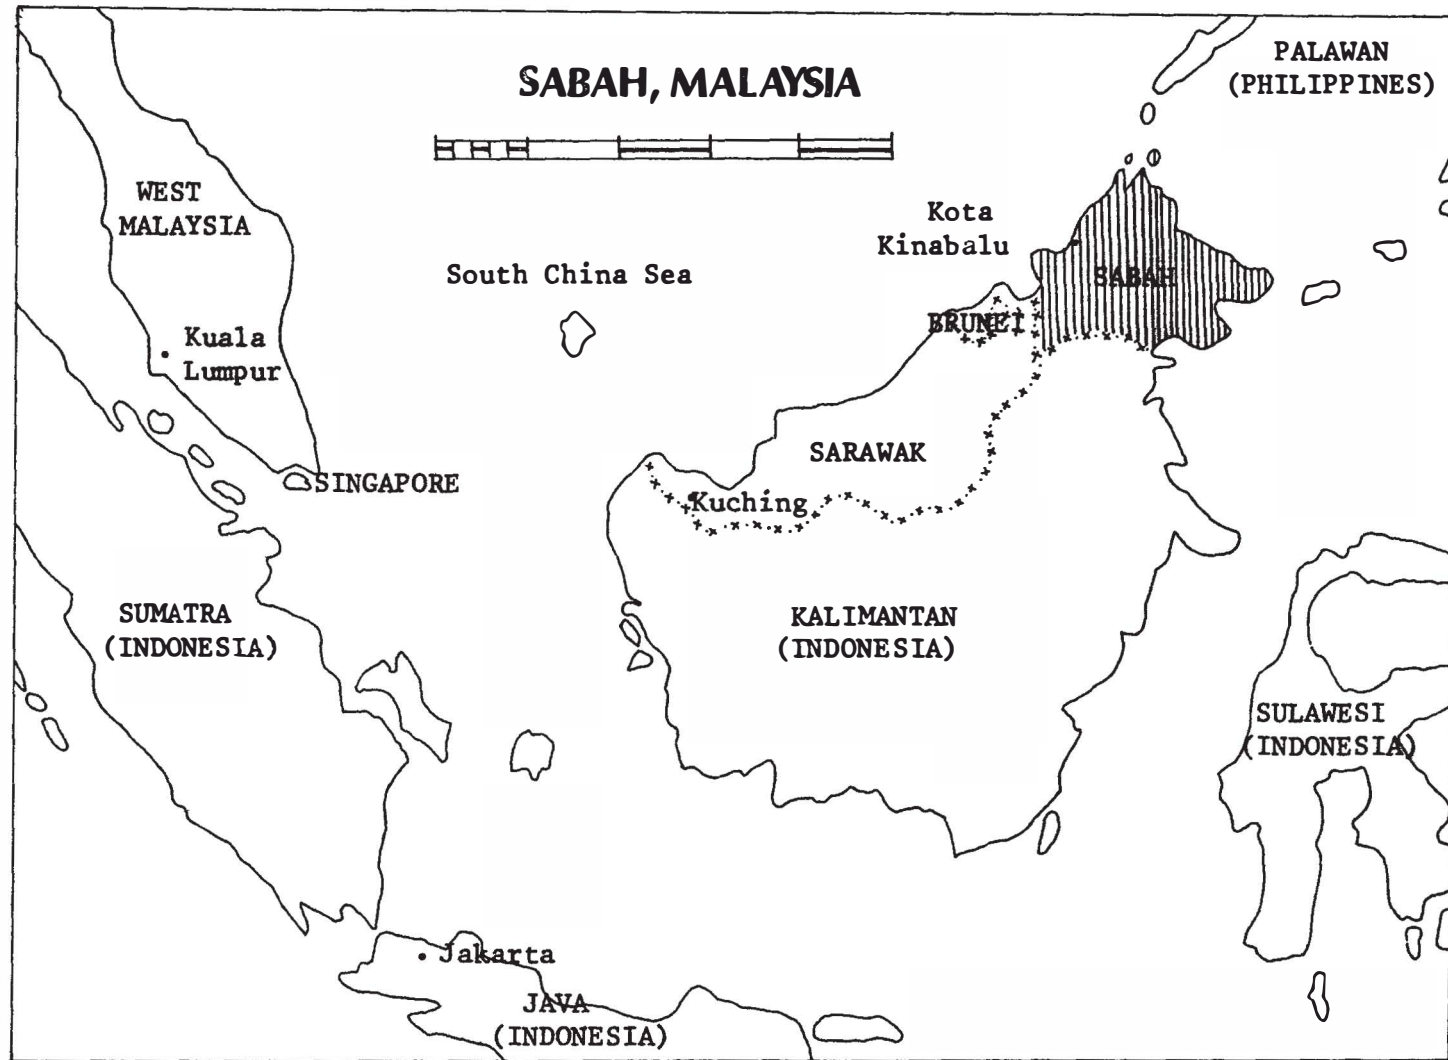 SABAH, MALAYSIA
PALAWAN
(PHILIPPINES)
WEST
MALAYSIA
Kota
Kinabalu
South China Sea
SABAH
BRUNEI
Kuala
Lumpur
SARAWAK
SINGAPORE
Kuching
SUMATRA
(INDONESIA)
KALIMANTAN
(INDONESIA)
SULAWESI
(INDONESIA)
Jakarta
JAVA
(INDONESIA)